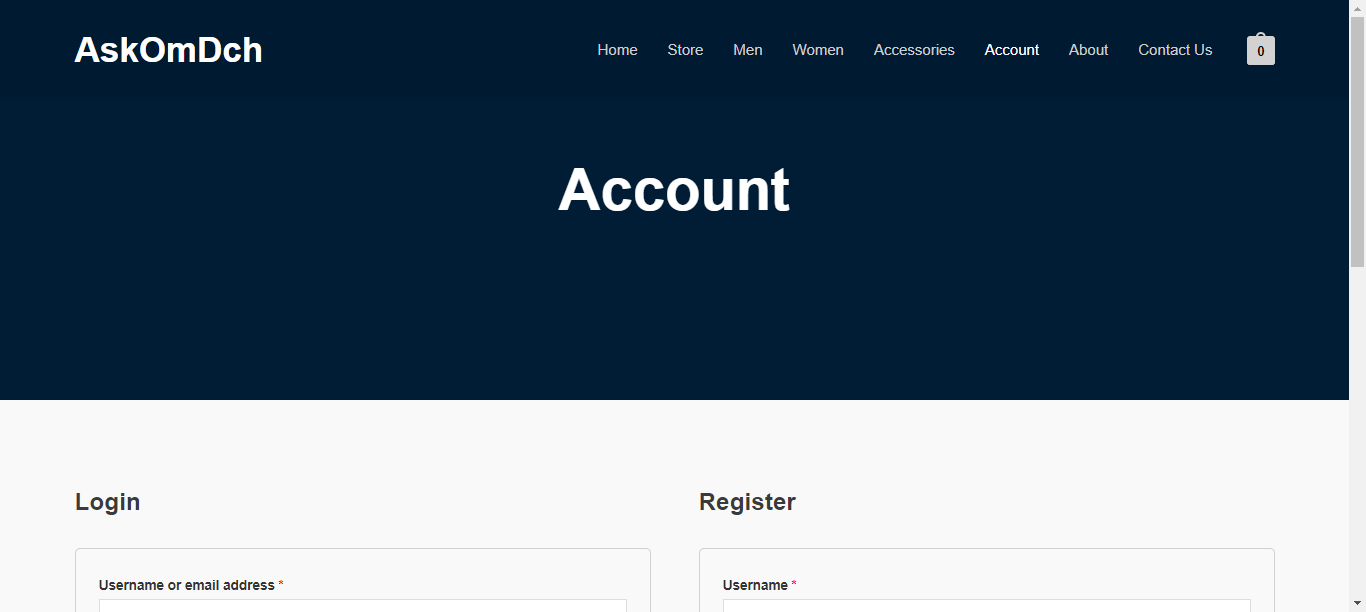 AskOmDch
Home Store Men Women Accessories Account About Contact Us 0
Account
Login
Register
Username or email address *
Username *